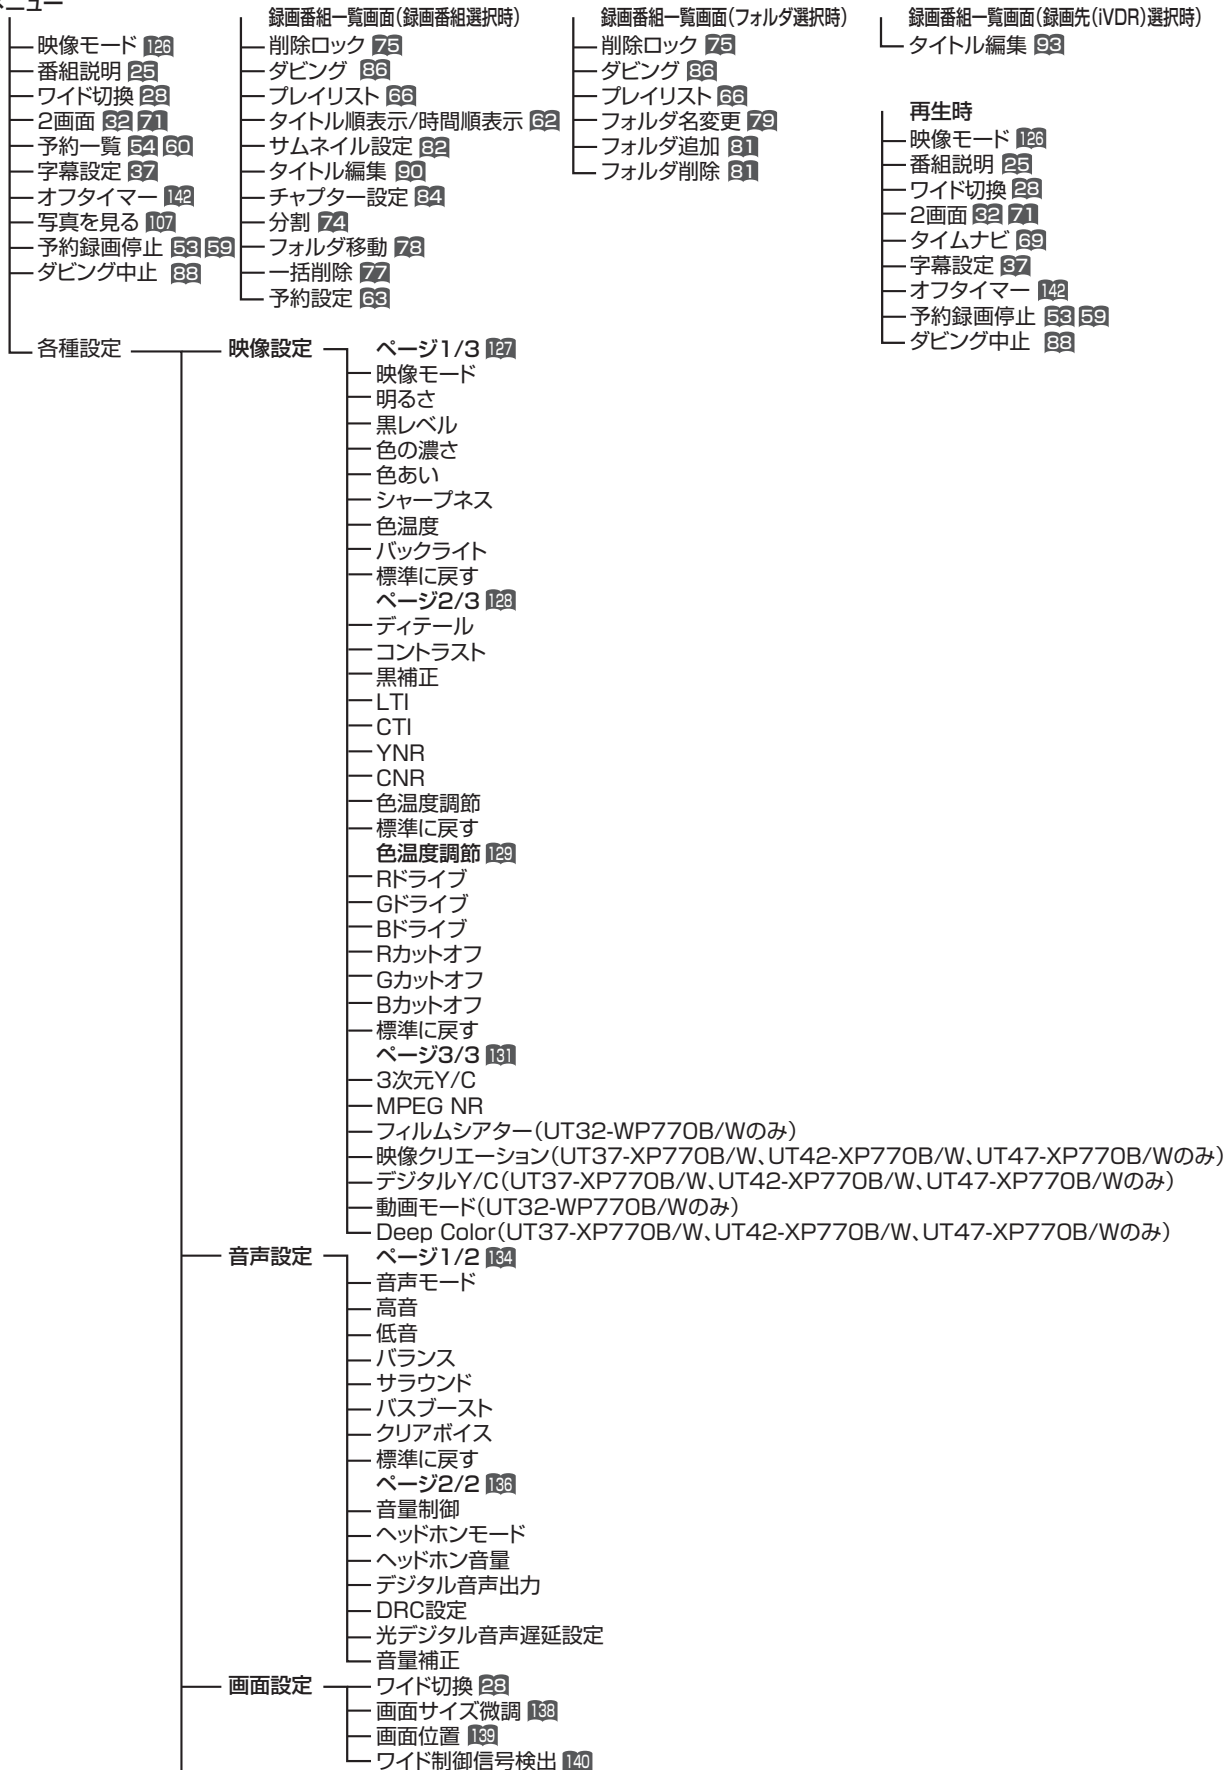 ニュー
映像モード 126
番組説明 25
ワイド切換 28
2画面 32 71
予約一覧 54 60
字幕設定 37
オフタイマー 142
写真を見る 107
予約録画停止 53 59
ダビング中止 88
録画番組一覧画面(録画番組選択時)
削除ロック 75
ダビング 86
プレイリスト 66
タイトル順表示/時間順表示 62
サムネイル設定 82
タイトル編集 90
チャプター設定 84
分割 74
フォルダ移動 78
一括削除 77
予約設定 63
録画番組一覧画面(フォルダ選択時)
削除ロック 75
ダビング 86
プレイリスト 66
フォルダ名変更 79
フォルダ追加 81
フォルダ削除 81
録画番組一覧画面(録画先(iVDR)選択時)
タイトル編集 93
再生時
映像モード 126
番組説明 25
ワイド切換 28
2画面 32 71
タイムナビ 69
字幕設定 37
オフタイマー 142
予約録画停止 53 59
ダビング中止 88
各種設定
映像設定
ページ1/3 127
映像モード
明るさ
黒レベル
色の濃さ
色あい
シャープネス
色温度
バックライト
標準に戻す
ページ2/3 128
ディテール
コントラスト
黒補正
LTI
CTI
YNR
CNR
色温度調節
標準に戻す
色温度調節 129
Rドライブ
Gドライブ
Bドライブ
Rカットオフ
Gカットオフ
Bカットオフ
標準に戻す
ページ3/3 131
3次元Y/C
MPEG NR
フィルムシアター(UT32-WP770B/Wのみ)
映像クリエーション(UT37-XP770B/W、UT42-XP770B/W、UT47-XP770B/Wのみ)
デジタルY/C(UT37-XP770B/W、UT42-XP770B/W、UT47-XP770B/Wのみ)
動画モード(UT32-WP770B/Wのみ)
Deep Color(UT37-XP770B/W、UT42-XP770B/W、UT47-XP770B/Wのみ)
音声設定
ページ1/2 134
音声モード
高音
低音
バランス
サラウンド
バスブースト
クリアボイス
標準に戻す
ページ2/2 136
音量制御
ヘッドホンモード
ヘッドホン音量
デジタル音声出力
DRC設定
光デジタル音声遅延設定
音量補正
画面設定
ワイド切換 28
画面サイズ微調 138
画面位置 139
ワイド制御信号検出 140